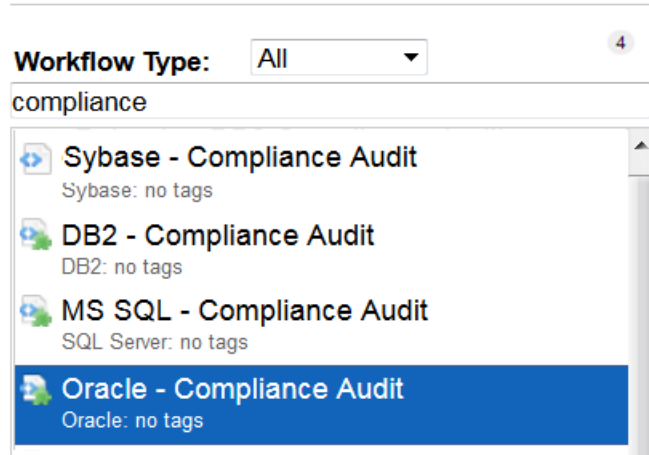 4
Workflow Type: All
compliance
Sybase - Compliance Audit
Sybase: no tags
DB2 - Compliance Audit
DB2: no tags
MS SQL - Compliance Audit
SQL Server: no tags
Oracle - Compliance Audit
Oracle: no tags